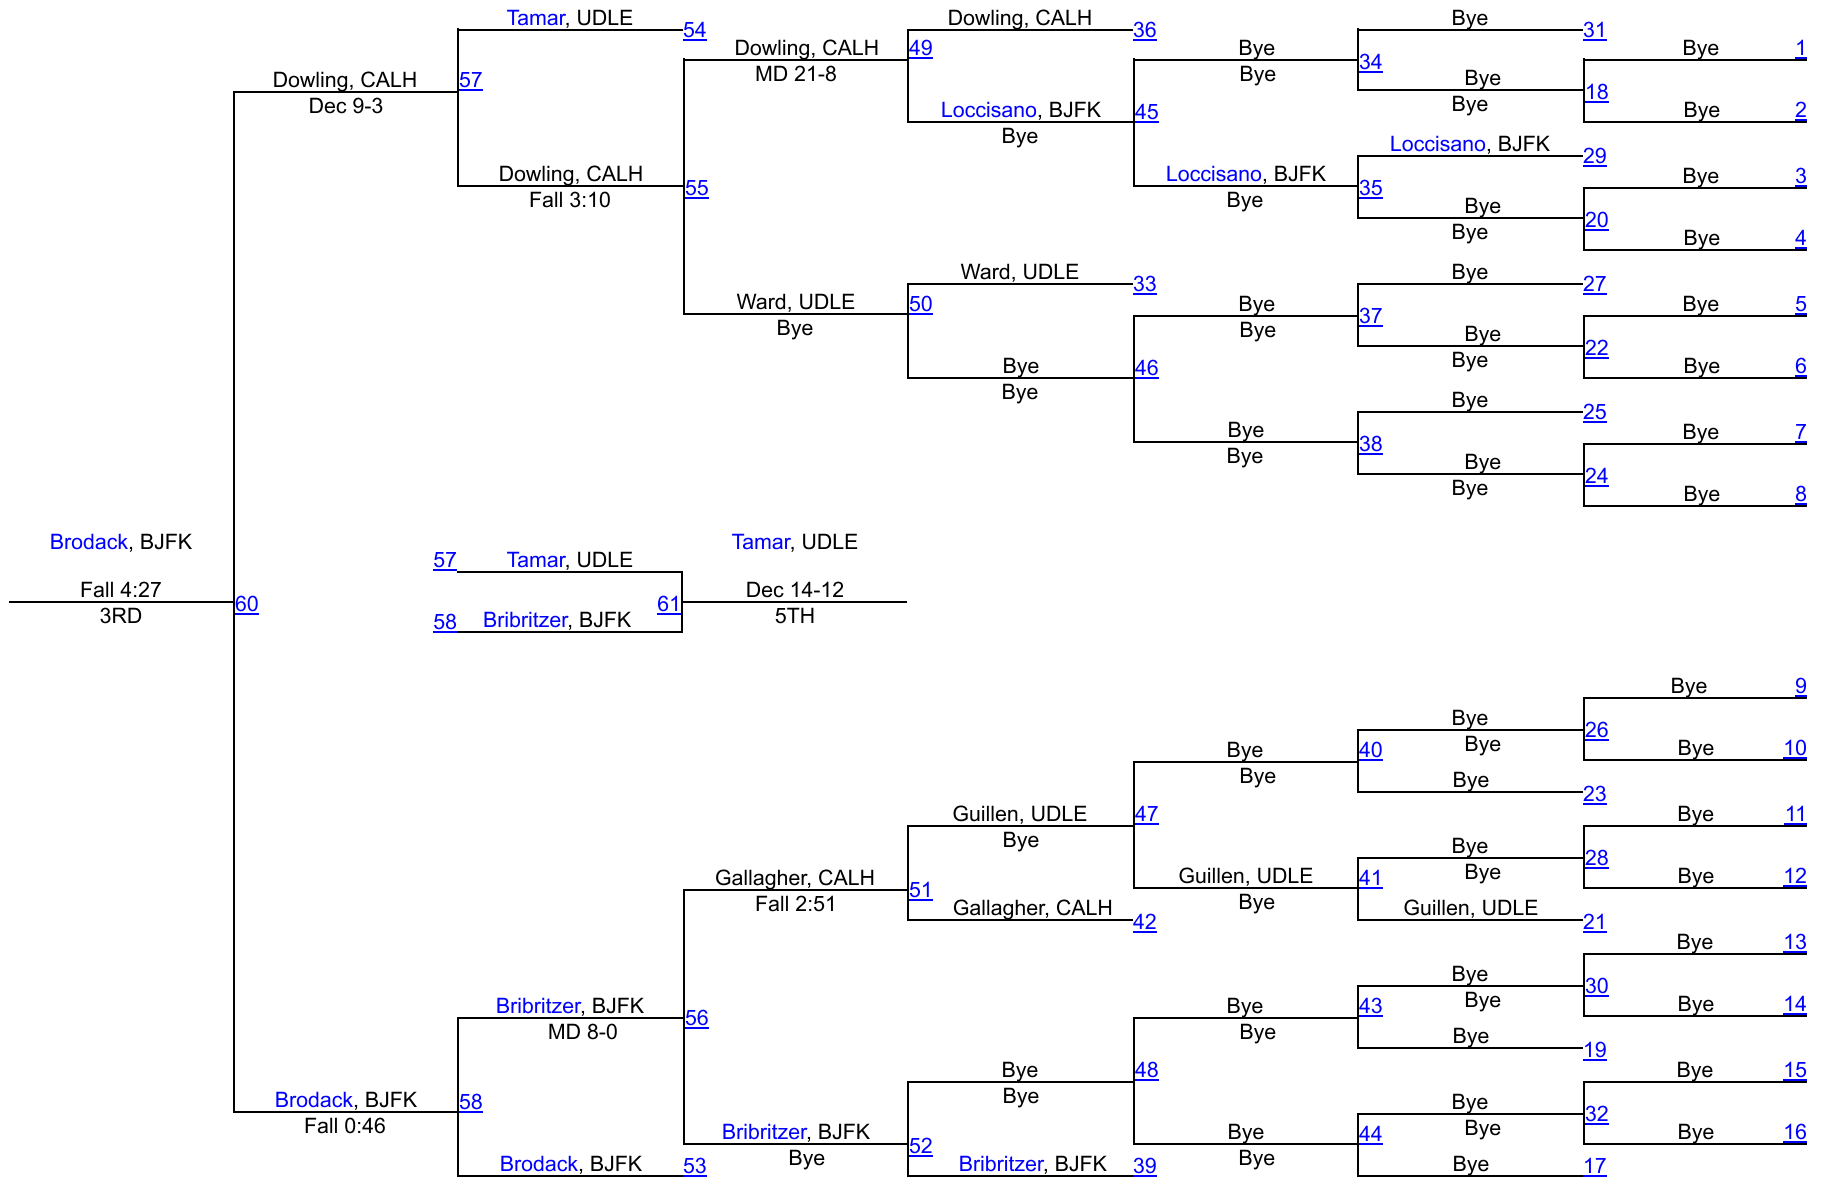 Tamar, UDLE
54
Dowling, CALH
36
Bye
31
Dowling, CALH
MD 21-8
49
Bye
Bye
34
Bye
1
Dowling, CALH
Dec 9-3
57
Bye
Bye
18
Loccisano, BJFK
Bye
45
Bye
2
Loccisano, BJFK
29
Dowling, CALH
Fall 3:10
55
Loccisano, BJFK
Bye
35
Bye
3
Bye
Bye
20
Bye
4
Ward, UDLE
33
Bye
27
Ward, UDLE
Bye
50
Bye
Bye
37
Bye
5
Bye
Bye
22
Bye
Bye
46
Bye
6
Bye
25
Bye
Bye
38
Bye
7
Bye
Bye
24
Bye
8
Brodack, BJFK
Fall 4:27
3RD
60
57
Tamar, UDLE
58
Bribritzer, BJFK
61
Tamar, UDLE
Dec 14-12
5TH
Bye
9
Bye
Bye
26
Bye
Bye
40
Bye
10
Bye
23
Guillen, UDLE
Bye
47
Bye
11
Bye
Bye
28
Gallagher, CALH
Fall 2:51
51
Guillen, UDLE
Bye
41
Bye
12
Gallagher, CALH
42
Guillen, UDLE
21
Bye
13
Bye
Bye
30
Bribritzer, BJFK
MD 8-0
56
Bye
Bye
43
Bye
14
Bye
19
Bye
Bye
48
Bye
15
Brodack, BJFK
Fall 0:46
58
Bye
Bye
32
Bribritzer, BJFK
Bye
52
Bye
Bye
44
Bye
16
Brodack, BJFK
53
Bribritzer, BJFK
39
Bye
17